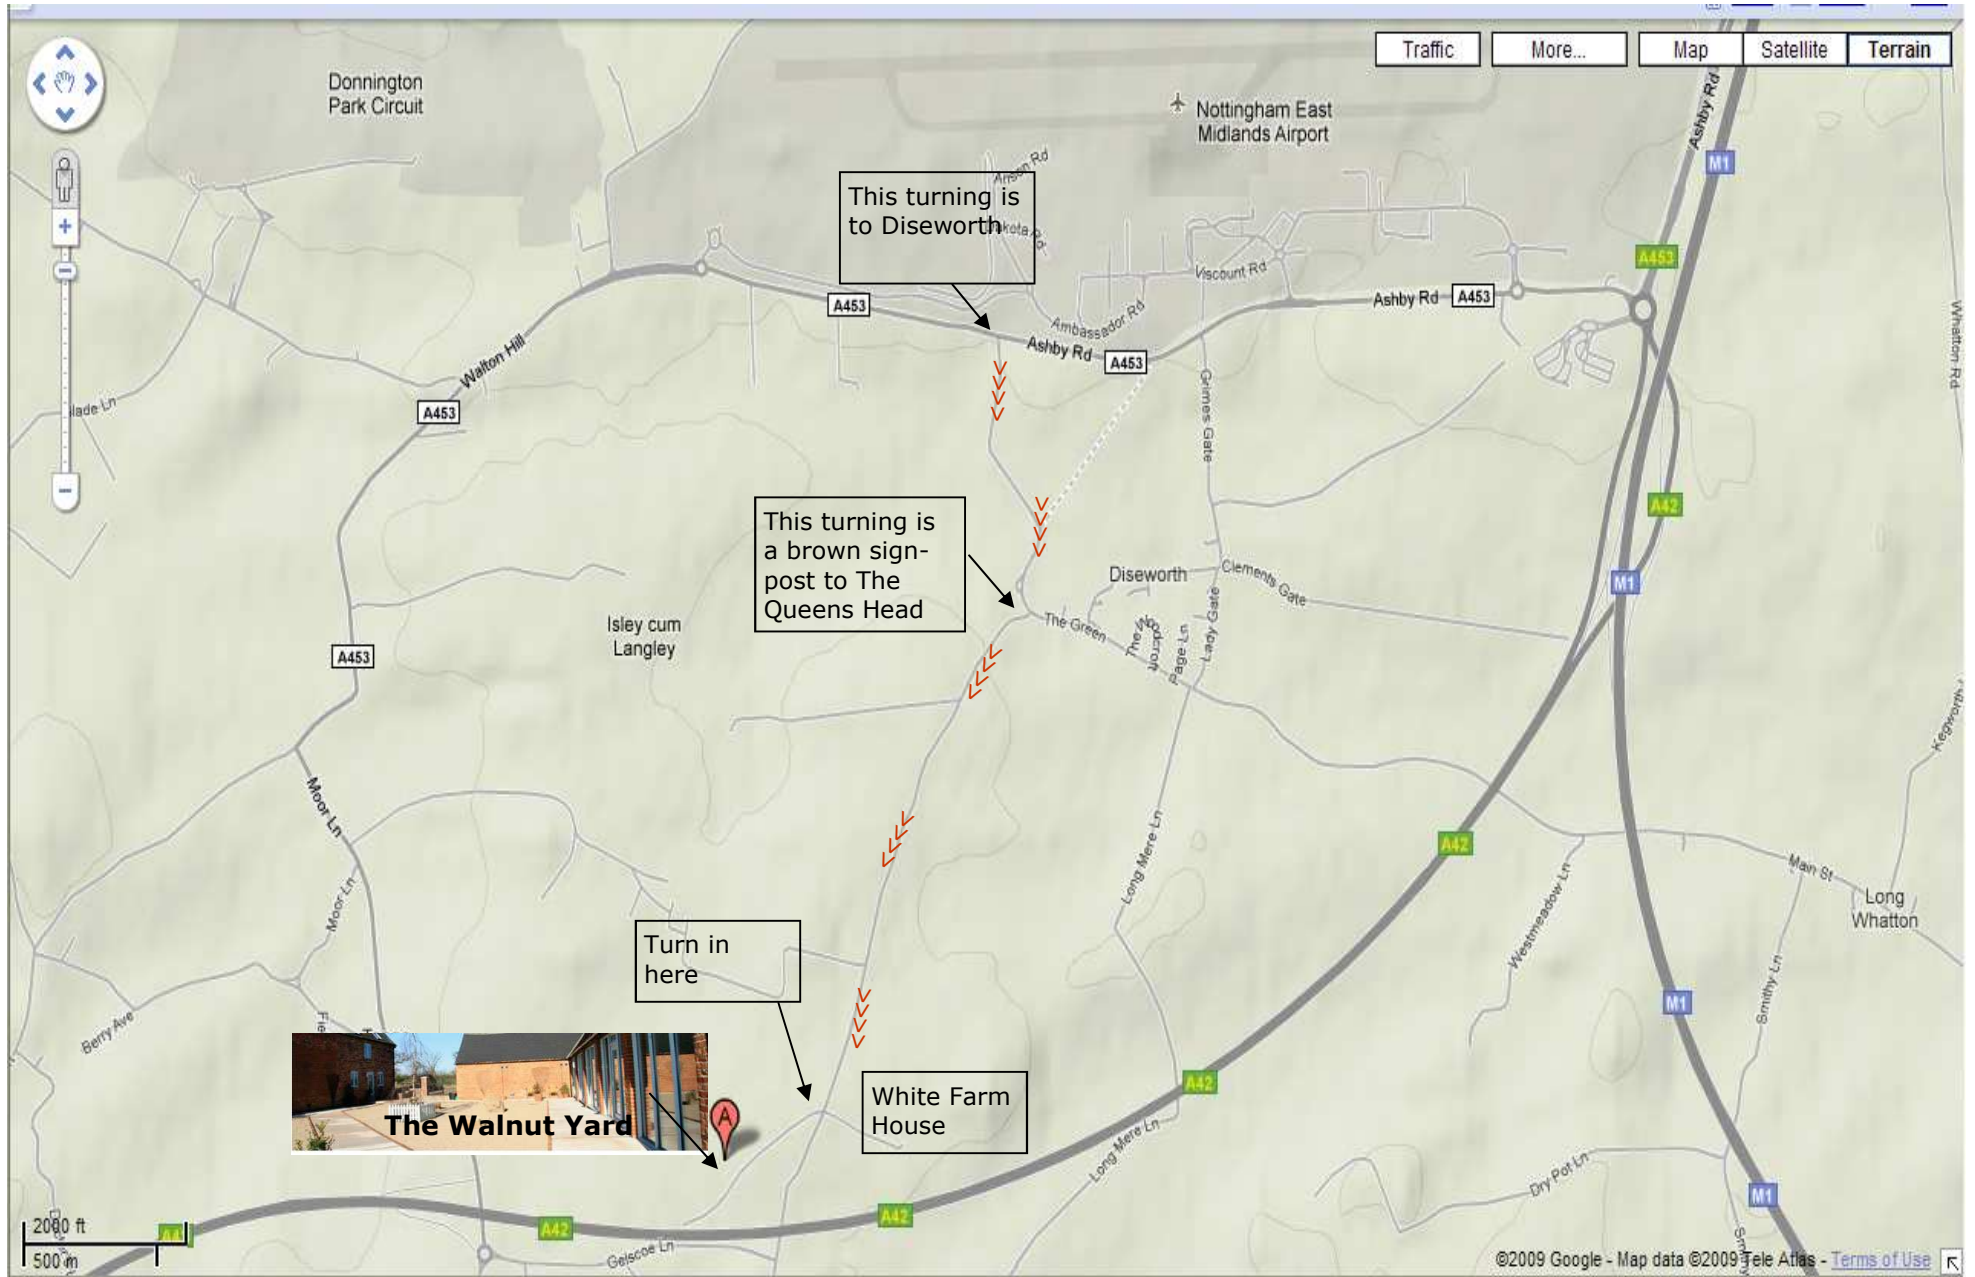 Traffic
More...
Map
Satellite
Terrain
Donnington
Park Circuit
Nottingham East
Midlands Airport
Ashby Rd
M1
Anson Rd
This turning is
to Diseworth
A453
Viscount Rd
Ambassador Rd
Ashby Rd
A453
A453
Ashby Rd
A453
Whatton Rd
Walton Hill
A453
lade Ln
Grimes Gate
A42
This turning is
a brown sign-
post to The
Queens Head
Diseworth
Clements Gate
M1
The Green
The Woodcroft
Page Ln
Lady Gate
Isley cum
Langley
A453
Kegworth
Moor Ln
Moor Ln
Long Mere Ln
A42
Main St
Long
Whatton
Westmeadow Ln
Smithy Ln
Turn in
here
M1
Berry Ave
Fie
The Walnut Yard
A
White Farm
House
A42
Long Mere Ln
Dry Pot Ln
M1
A42
A42
Gelscoe Ln
2000 ft
500 m
©2009 Google - Map data ©2009 Tele Atlas - Terms of Use